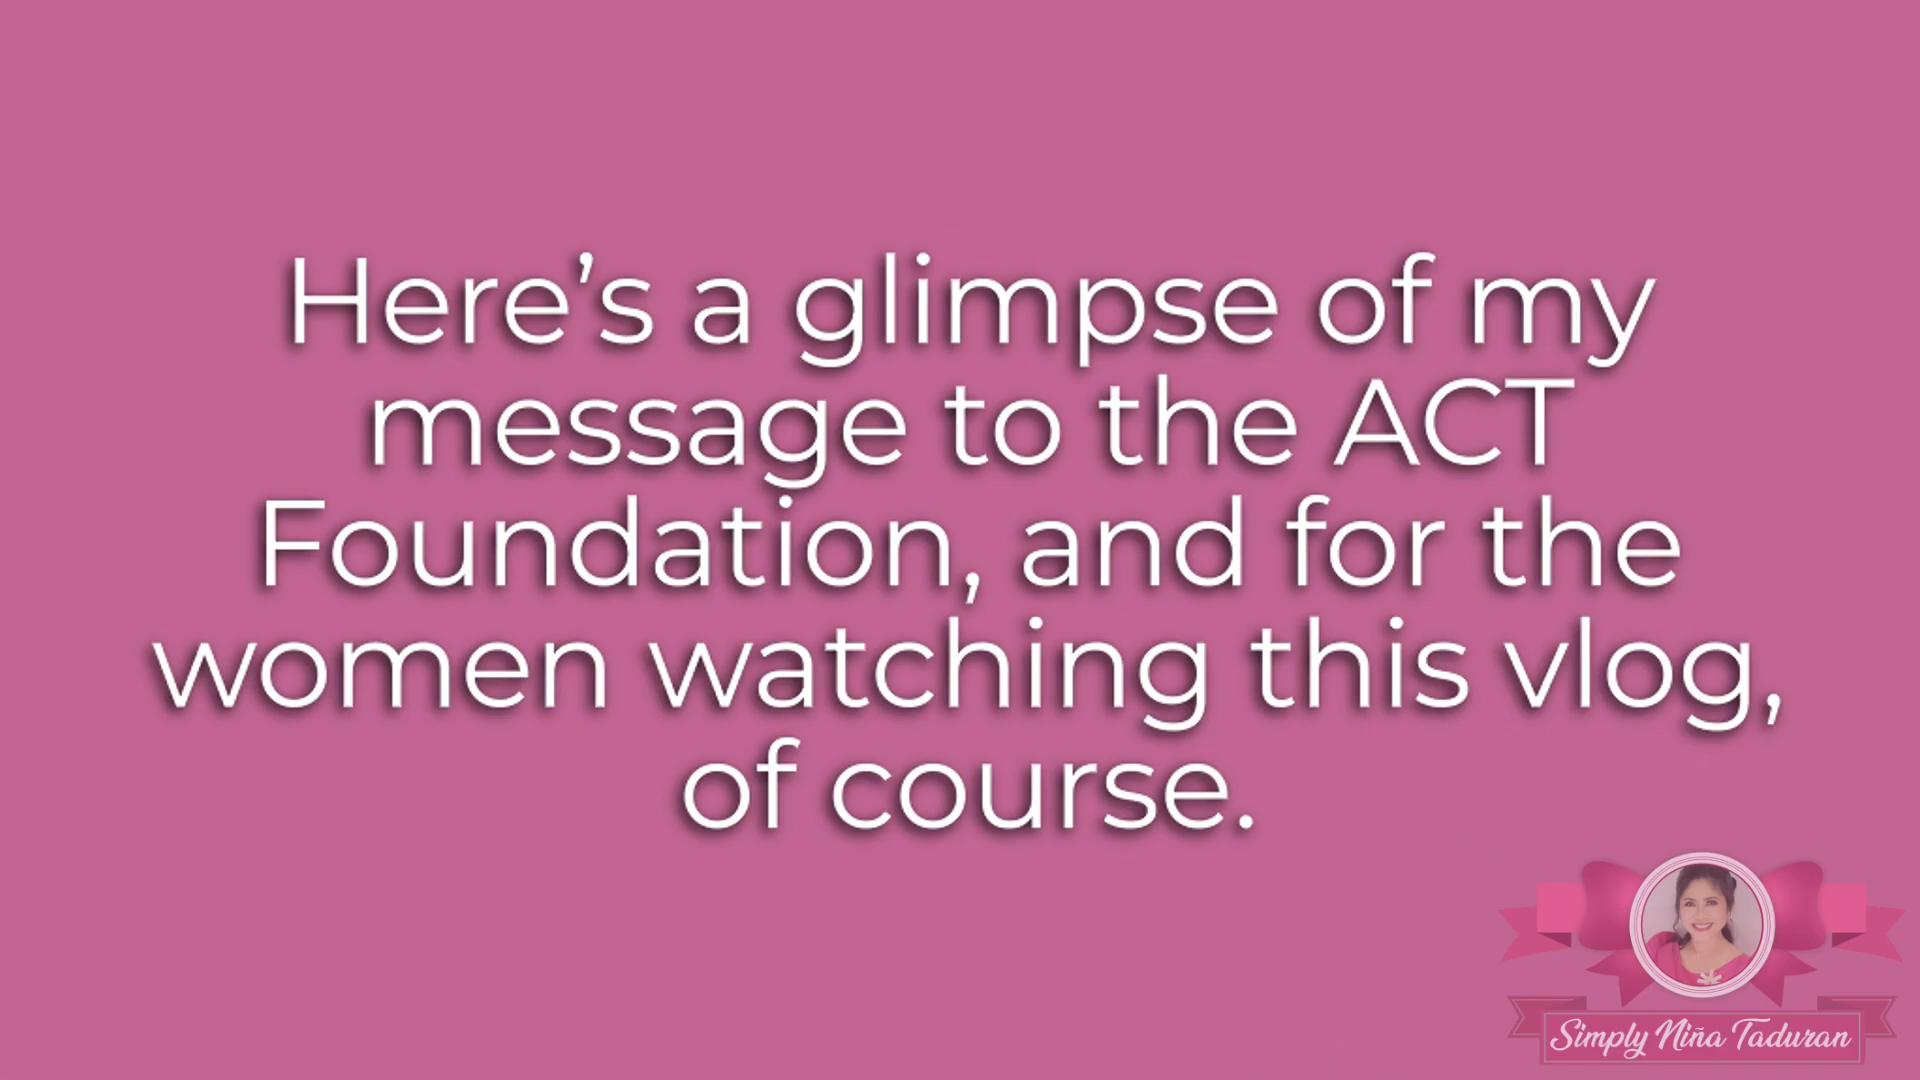 Here’s a glimpse of my
message to the ACT
Foundation, and for the
women watching this vlog,
of course.
Simply Niña Taduran